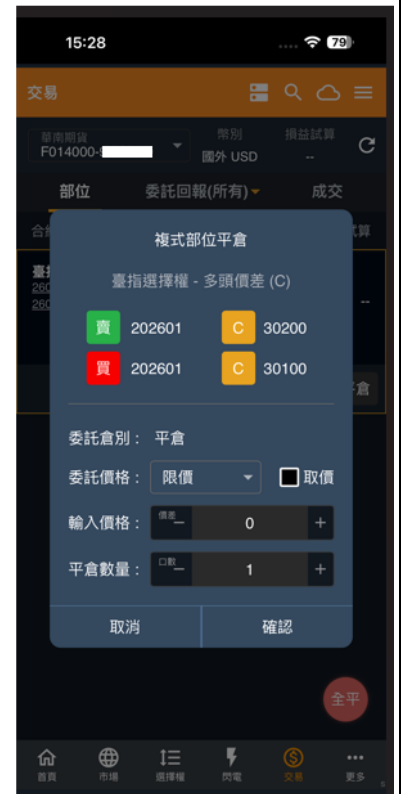 15:28 79
交易
華南期貨 幣別 損益試算
F014000-9 國外 USD --
部位 委託回報(所有) 成交
合
複式部位平倉
臺指選擇權 - 多頭價差 (C)
賣 202601 C 30200
買 202601 C 30100
--
倉
委託倉別： 平倉
委託價格： 限價 取價
輸入價格： 價差 − 0 +
平倉數量： 口數 − 1 +
取消 確認
全平
首頁 市場 選擇權 閃電 交易 更多